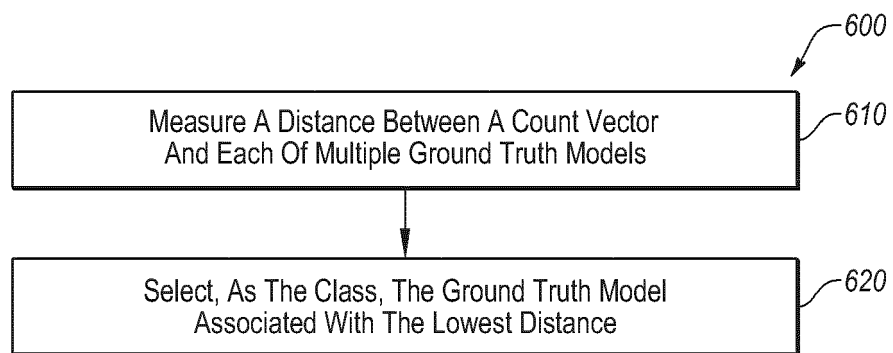 600
Measure A Distance Between A Count Vector
And Each Of Multiple Ground Truth Models
610
Select, As The Class, The Ground Truth Model
Associated With The Lowest Distance
620